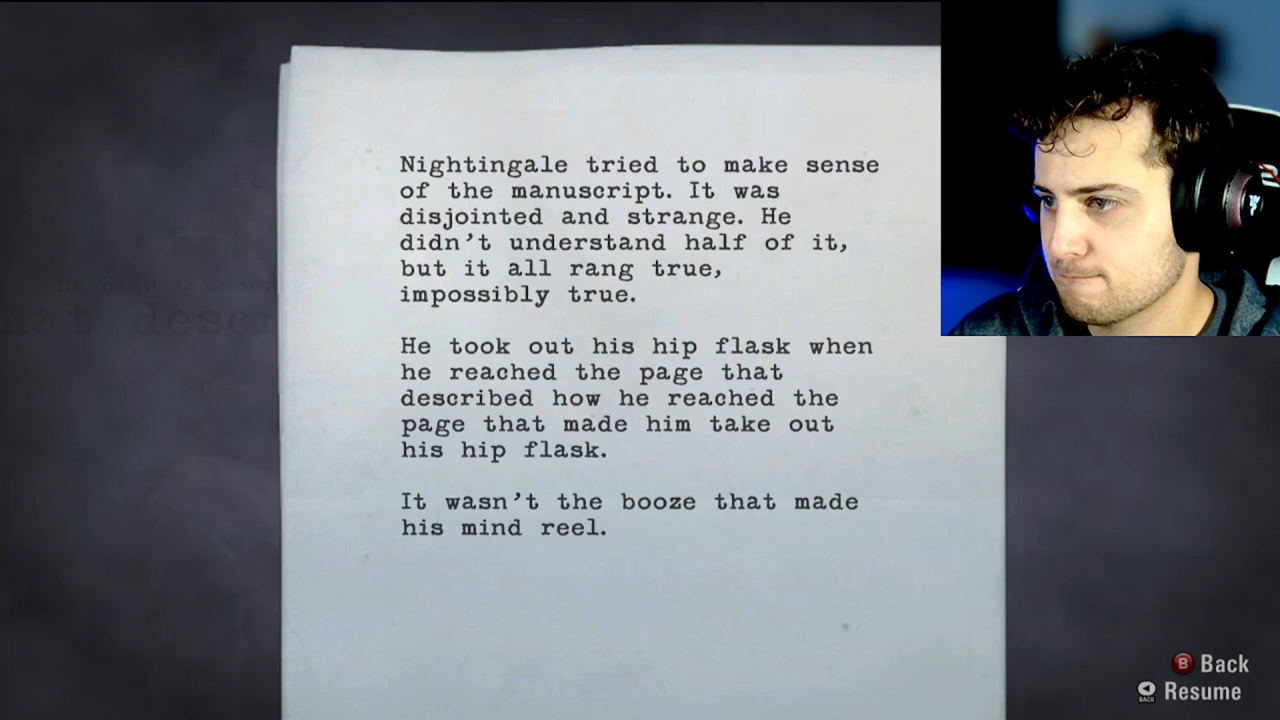 Nightingale tried to make sense
of the manuscript. It was
disjointed and strange. He
didn't understand half of it,
but it all rang true,
impossibly true.
He took out his hip flask when
he reached the page that
described how he reached the
page that made him take out
his hip flask.
It wasn't the booze that made
his mind reel.
B Back
BACK Resume